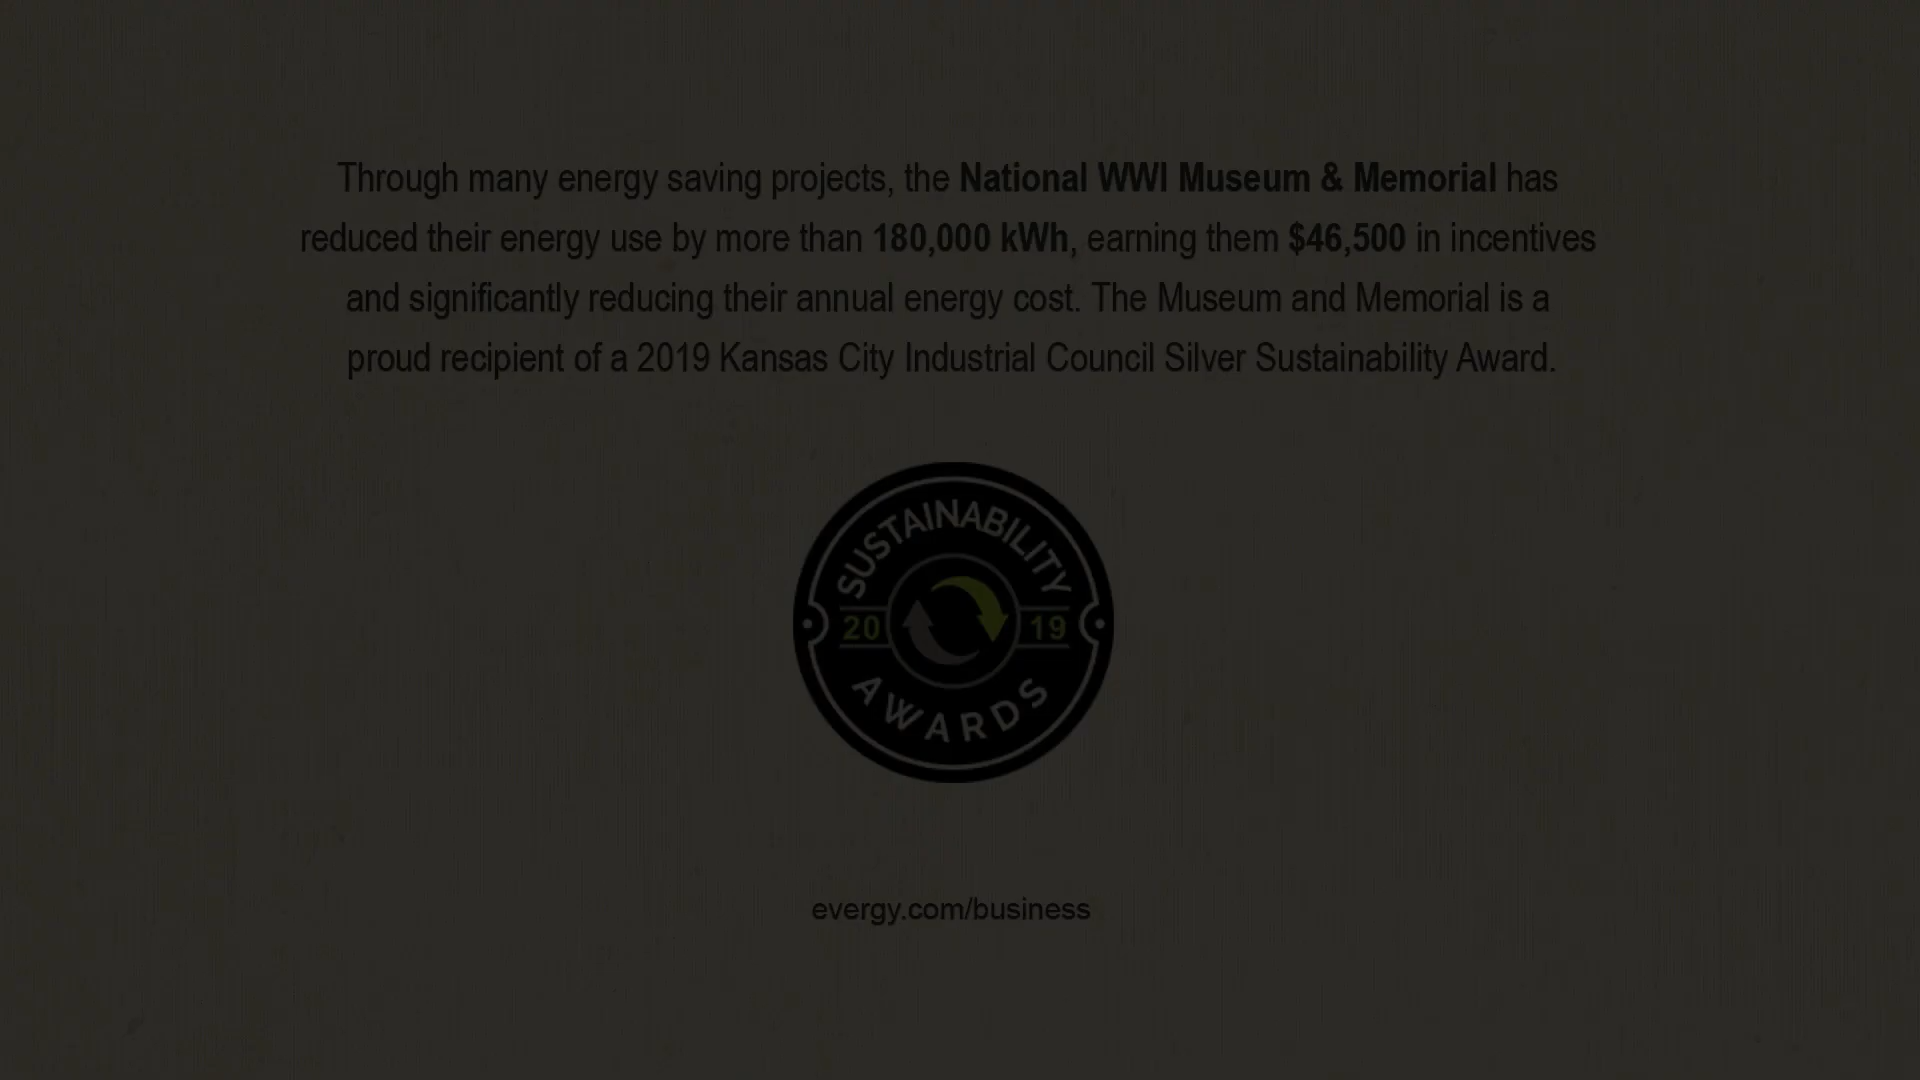 Through many energy saving projects, the National WWI Museum & Memorial has
reduced their energy use by more than 180,000 kWh, earning them $46,500 in incentives
and significantly reducing their annual energy cost. The Museum and Memorial is a
proud recipient of a 2019 Kansas City Industrial Council Silver Sustainability Award.
SUSTAINABILITY
20 19
AWARDS
evergy.com/business